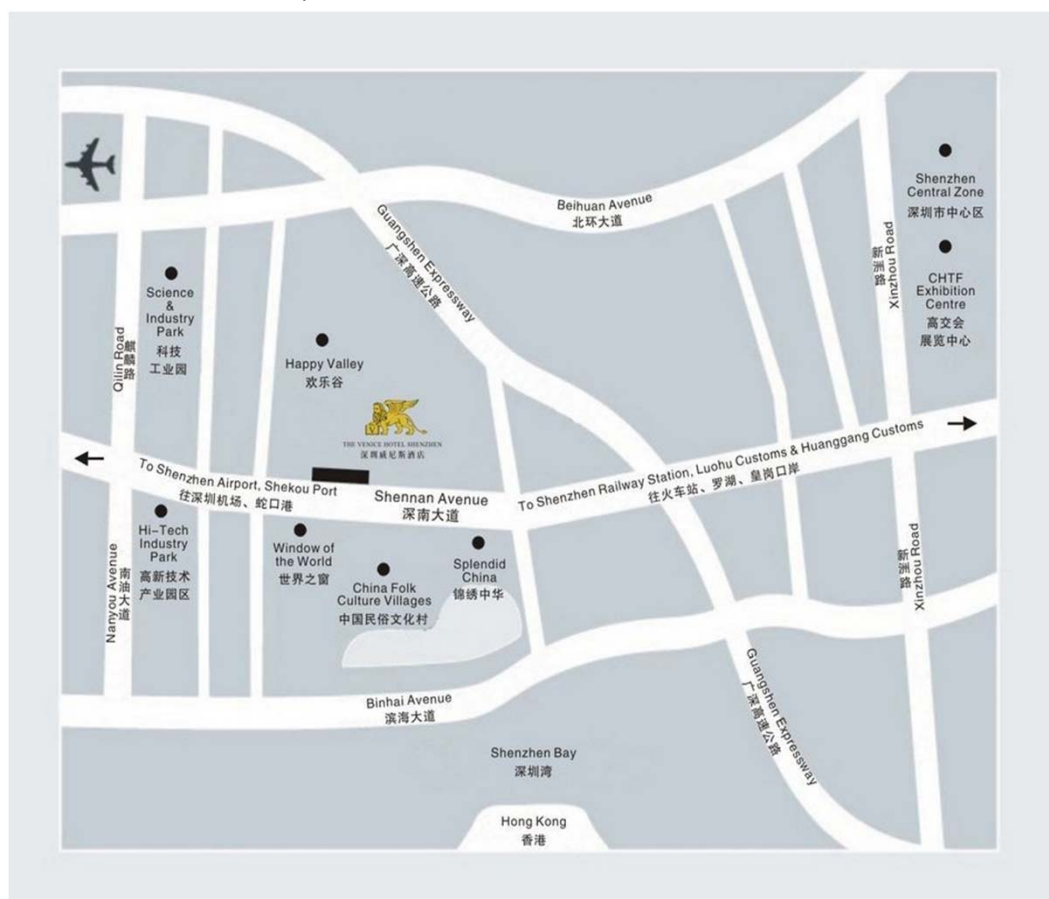 Beihuan Avenue
北环大道
Shenzhen
Central Zone
深圳市中心区
Guangshen Expressway
广深高速公路
新洲路
Xinzhou Road
CHTF
Exhibition
Centre
高交会
展览中心
Science
&
Industry
Park
科技
工业园
Qilin Road
麒麟路
Happy Valley
欢乐谷
THE VENICE HOTEL SHENZHEN
深圳威尼斯酒店
To Shenzhen Airport, Shekou Port
往深圳机场、蛇口港
Shennan Avenue
深南大道
To Shenzhen Railway Station, Luohu Customs & Huanggang Customs
往火车站、罗湖、皇岗口岸
Hi-Tech
Industry
Park
高新技术
产业园区
Nanyou Avenue
南油大道
Window of
the World
世界之窗
China Folk
Culture Villages
中国民俗文化村
Splendid
China
锦绣中华
新洲路
Xinzhou Road
Binhai Avenue
滨海大道
Guangshen Expressway
广深高速公路
Shenzhen Bay
深圳湾
Hong Kong
香港